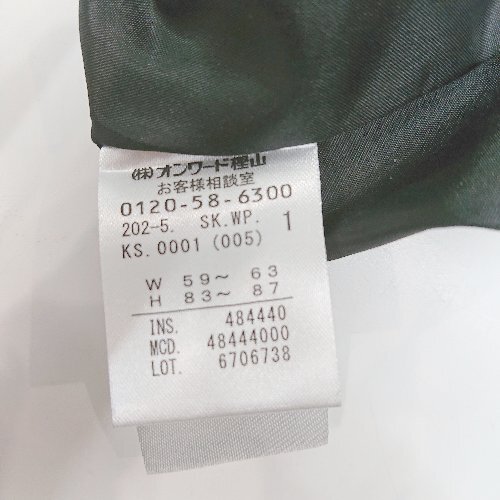 ㈱オンワード樫山
お客様相談室
0120-58-6300
202-5. SK.WP. 1
KS.0001 (005)
W 59～ 63
H 83～ 87
INS. 484440
MCD. 48444000
LOT. 6706738